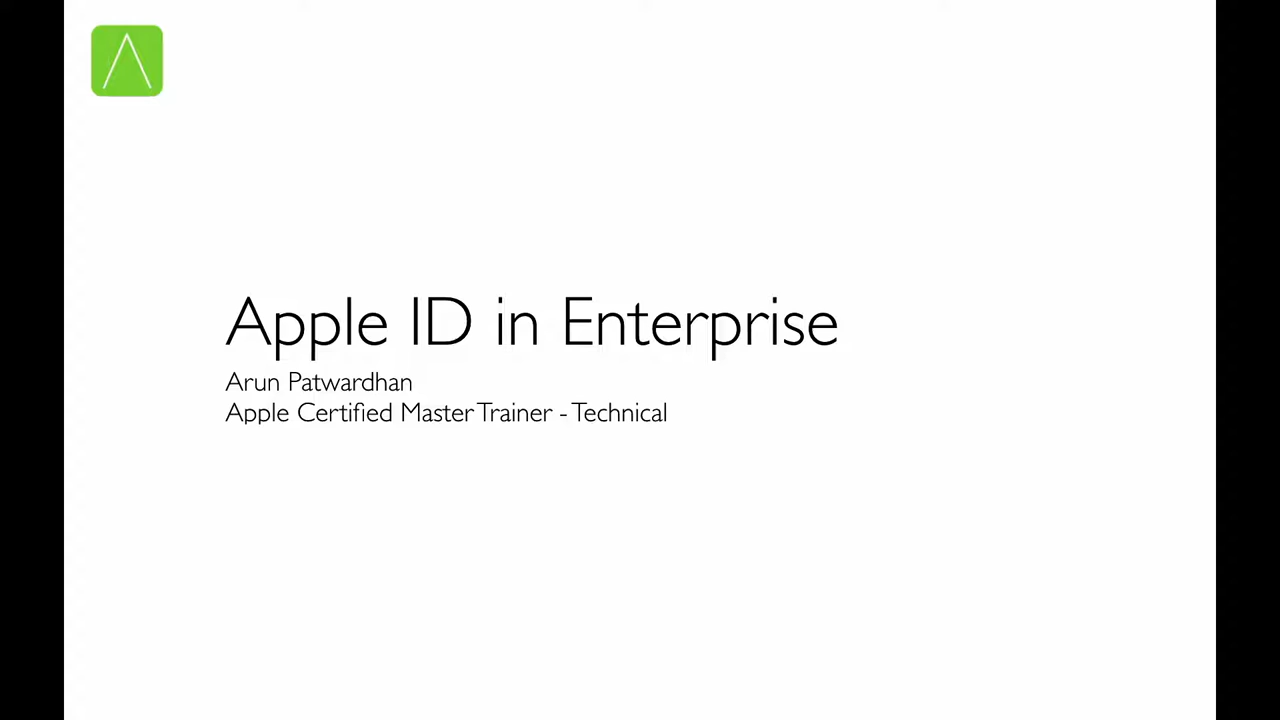 Apple ID in Enterprise
Arun Patwardhan
Apple Certified Master Trainer - Technical